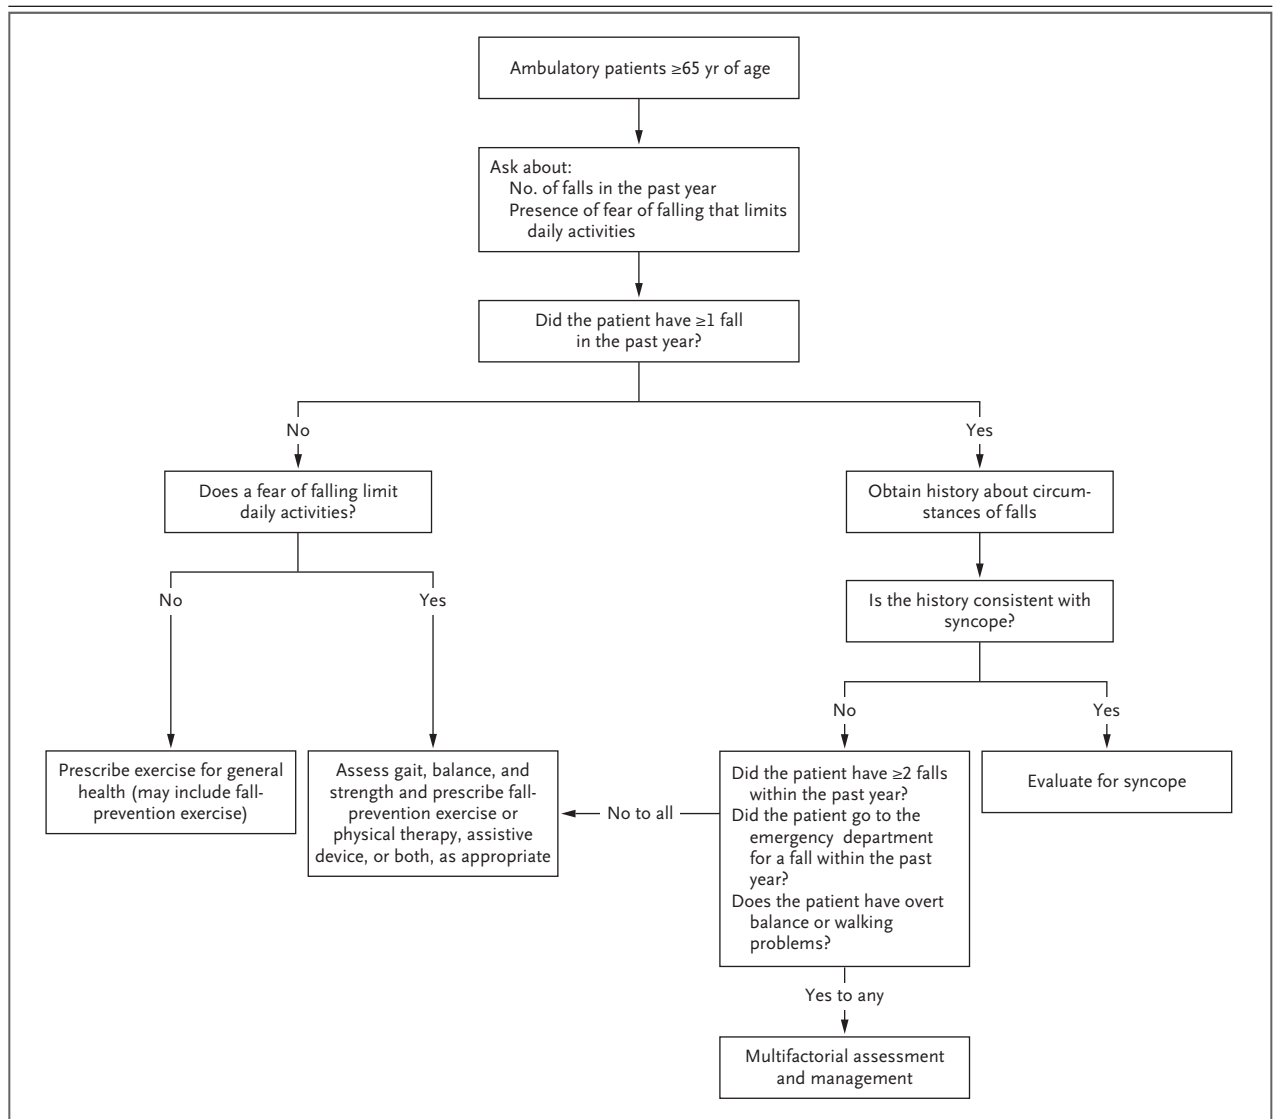 Ambulatory patients ≥65 yr of age
Ask about:
No. of falls in the past year
Presence of fear of falling that limits
daily activities
Did the patient have ≥1 fall
in the past year?
No
Yes
Does a fear of falling limit
daily activities?
Obtain history about circum-
stances of falls
No
Yes
Is the history consistent with
syncope?
No
Yes
Prescribe exercise for general
health (may include fall-
prevention exercise)
Assess gait, balance, and
strength and prescribe fall-
prevention exercise or
physical therapy, assistive
device, or both, as appropriate
No to all
Did the patient have ≥2 falls
within the past year?
Did the patient go to the
emergency department
for a fall within the past
year?
Does the patient have overt
balance or walking
problems?
Evaluate for syncope
Yes to any
Multifactorial assessment
and management